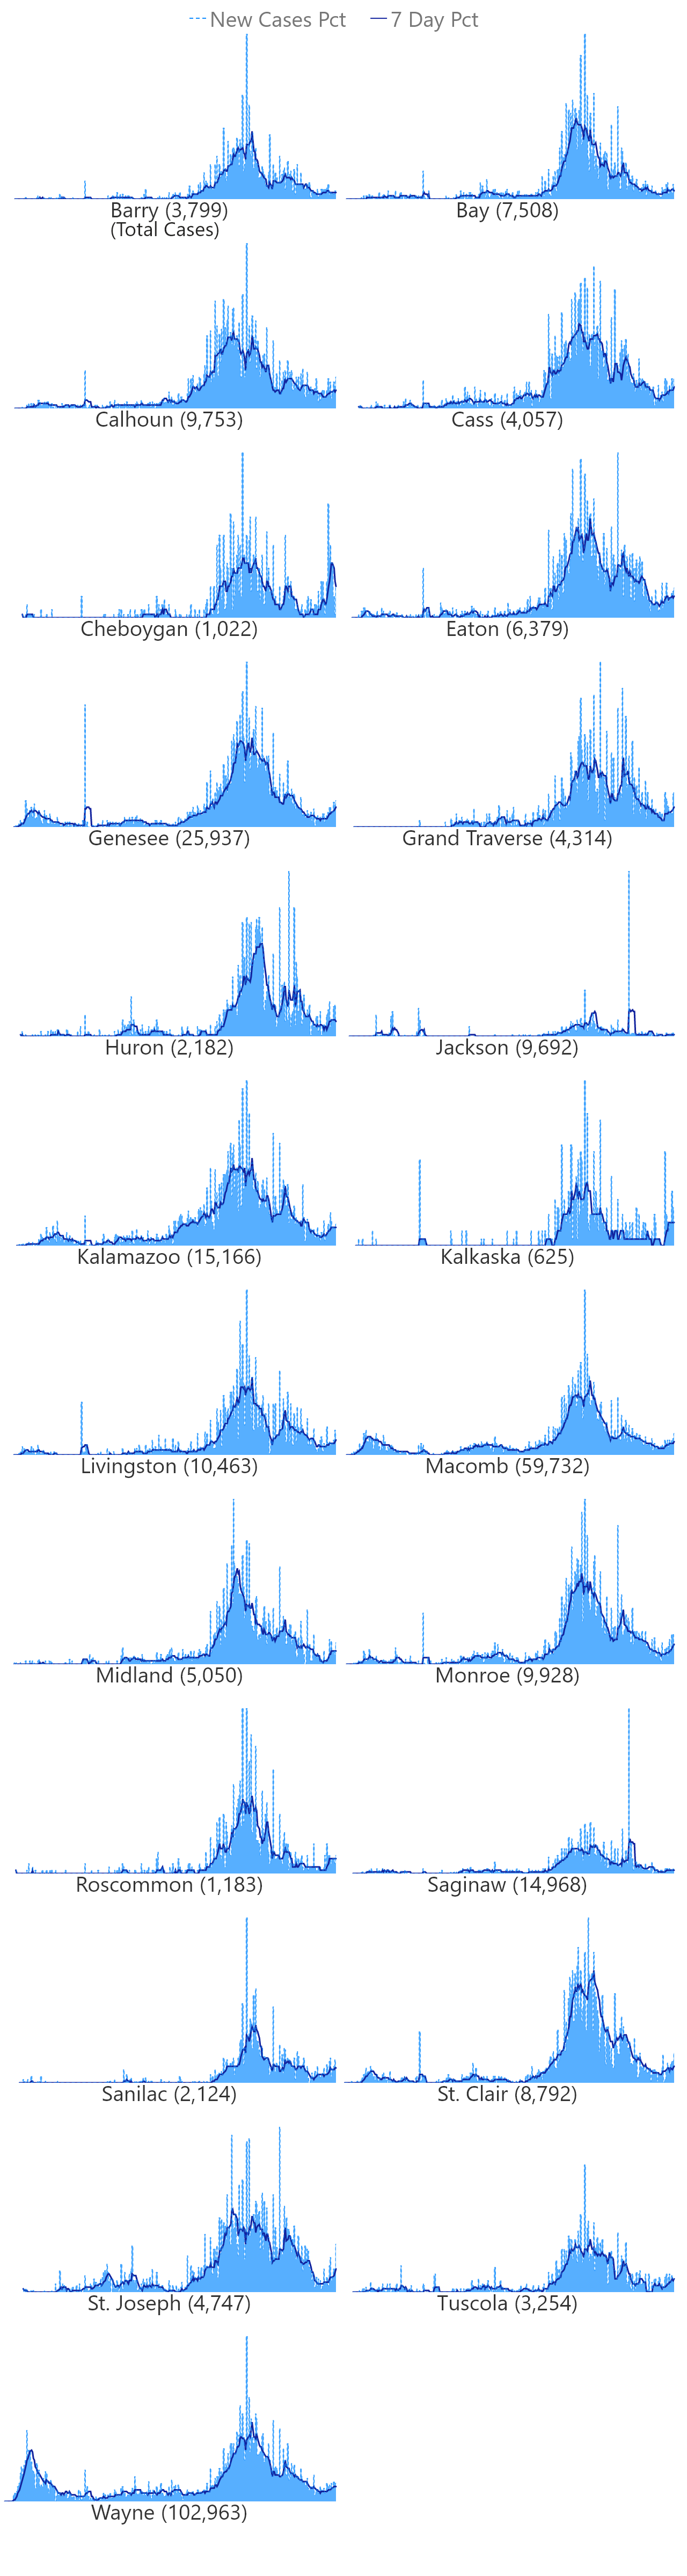 New Cases Pct 7 Day Pct
Barry (3,799)
(Total Cases)
Bay (7,508)
Calhoun (9,753)
Cass (4,057)
Cheboygan (1,022)
Eaton (6,379)
Genesee (25,937)
Grand Traverse (4,314)
Huron (2,182)
Jackson (9,692)
Kalamazoo (15,166)
Kalkaska (625)
Livingston (10,463)
Macomb (59,732)
Midland (5,050)
Monroe (9,928)
Roscommon (1,183)
Saginaw (14,968)
Sanilac (2,124)
St. Clair (8,792)
St. Joseph (4,747)
Tuscola (3,254)
Wayne (102,963)